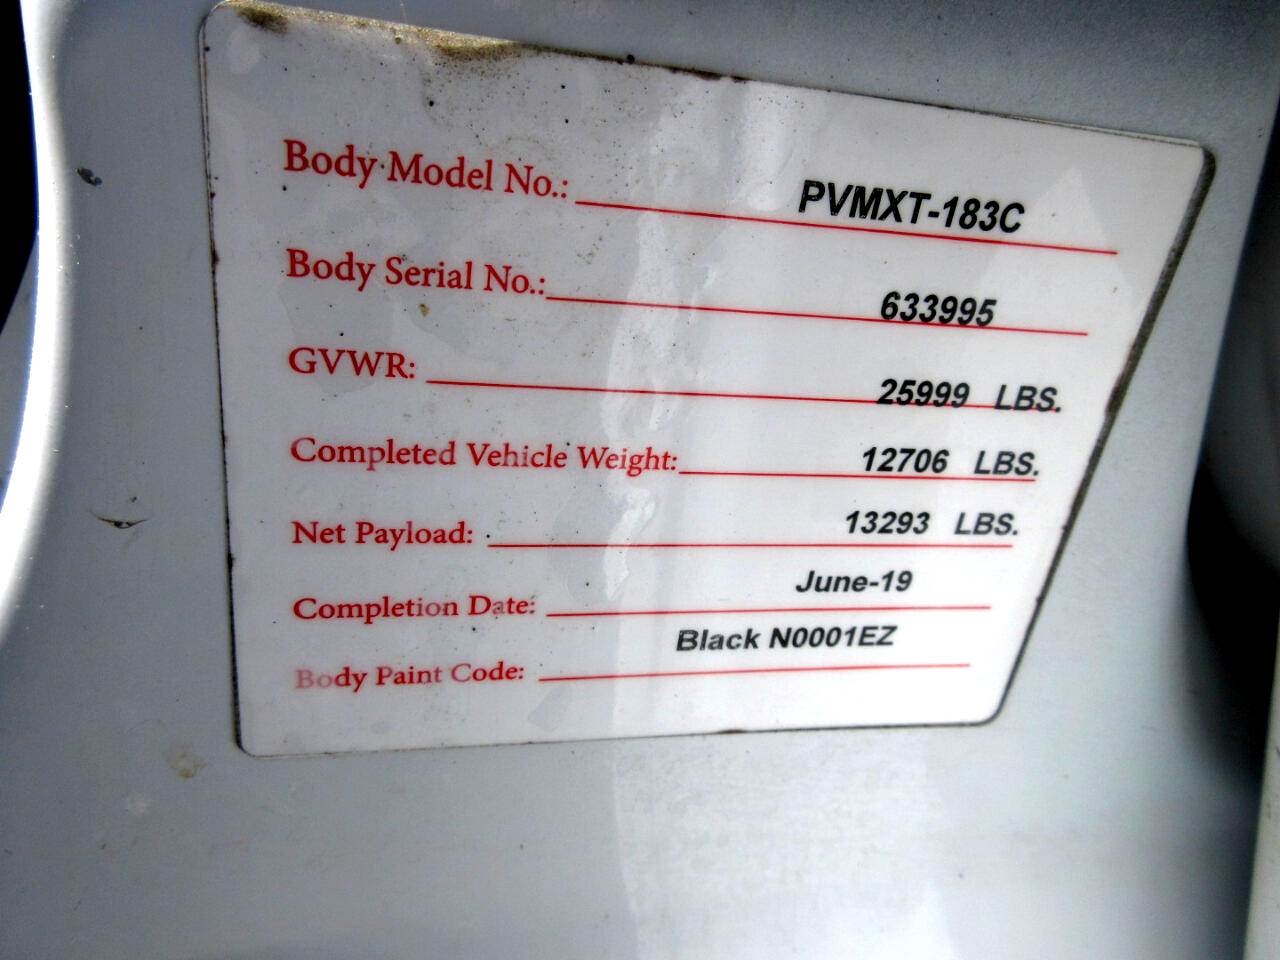 Body Model No.: PVMXT-183C
Body Serial No.: 633995
GVWR: 25999 LBS.
Completed Vehicle Weight: 12706 LBS.
Net Payload: 13293 LBS.
Completion Date: June-19
Body Paint Code: Black N0001EZ